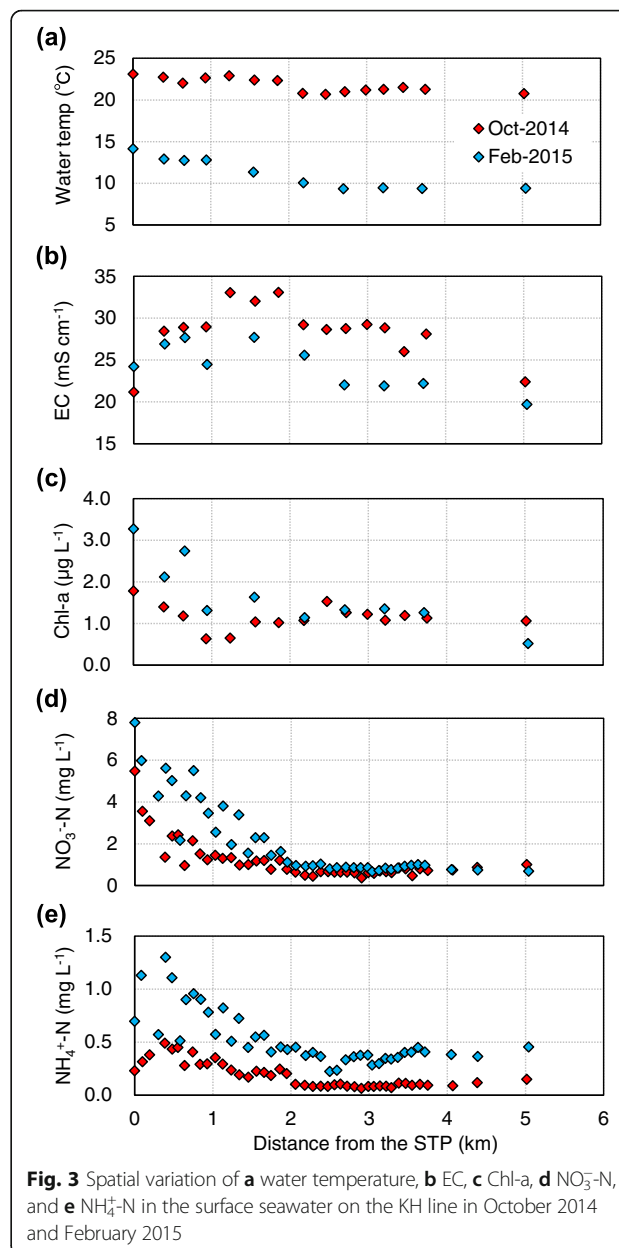 (a)
Water temp (°C)
25
20
15
10
5
Oct-2014
Feb-2015
(b)
EC (mS cm⁻¹)
35
30
25
20
15
(c)
Chl-a (µg L⁻¹)
4.0
3.0
2.0
1.0
0.0
(d)
NO₃⁻-N (mg L⁻¹)
8
6
4
2
0
(e)
NH₄⁺-N (mg L⁻¹)
1.5
1.0
0.5
0.0
0 1 2 3 4 5 6
Distance from the STP (km)
Fig. 3 Spatial variation of a water temperature, b EC, c Chl-a, d NO₃⁻-N,
and e NH₄⁺-N in the surface seawater on the KH line in October 2014
and February 2015